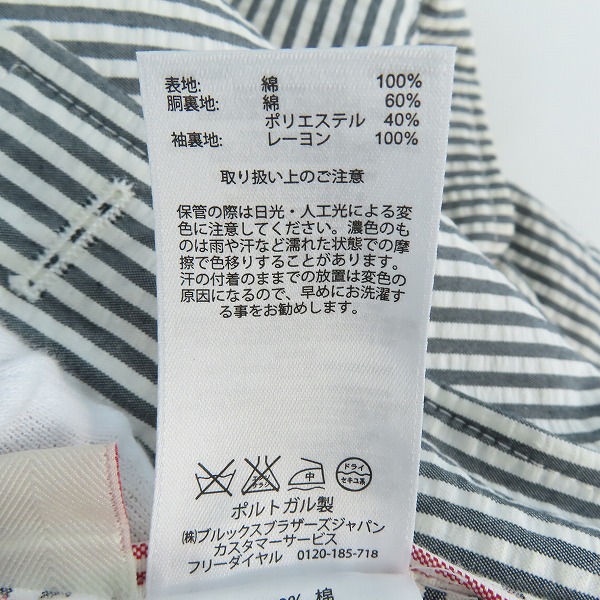 表地: 綿 100%
胴裏地: 綿 60%
ポリエステル 40%
袖裏地: レーヨン 100%
取り扱い上のご注意
保管の際は日光・人工光による変
色に注意してください。濃色のも
のは雨や汗など濡れた状態での摩
擦で色移りすることがあります。
汗の付着のままでの放置は変色の
原因になるので、早めにお洗濯す
る事をお勧めします。
ドライ
セキユ系
ポルトガル製
㈱ブルックスブラザーズジャパン
カスタマーサービス
フリーダイヤル 0120-185-718
0% 棉